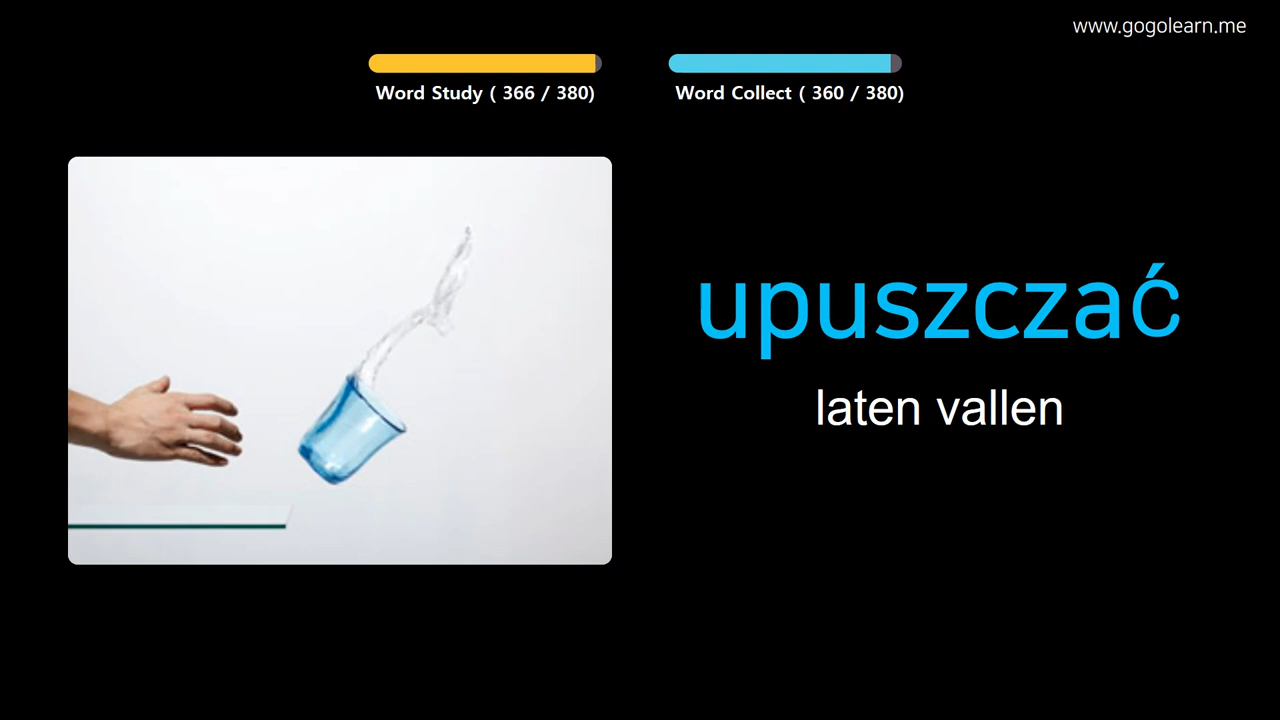 www.gogolearn.me
Word Study ( 366 / 380)
Word Collect ( 360 / 380)
upuszczać
laten vallen